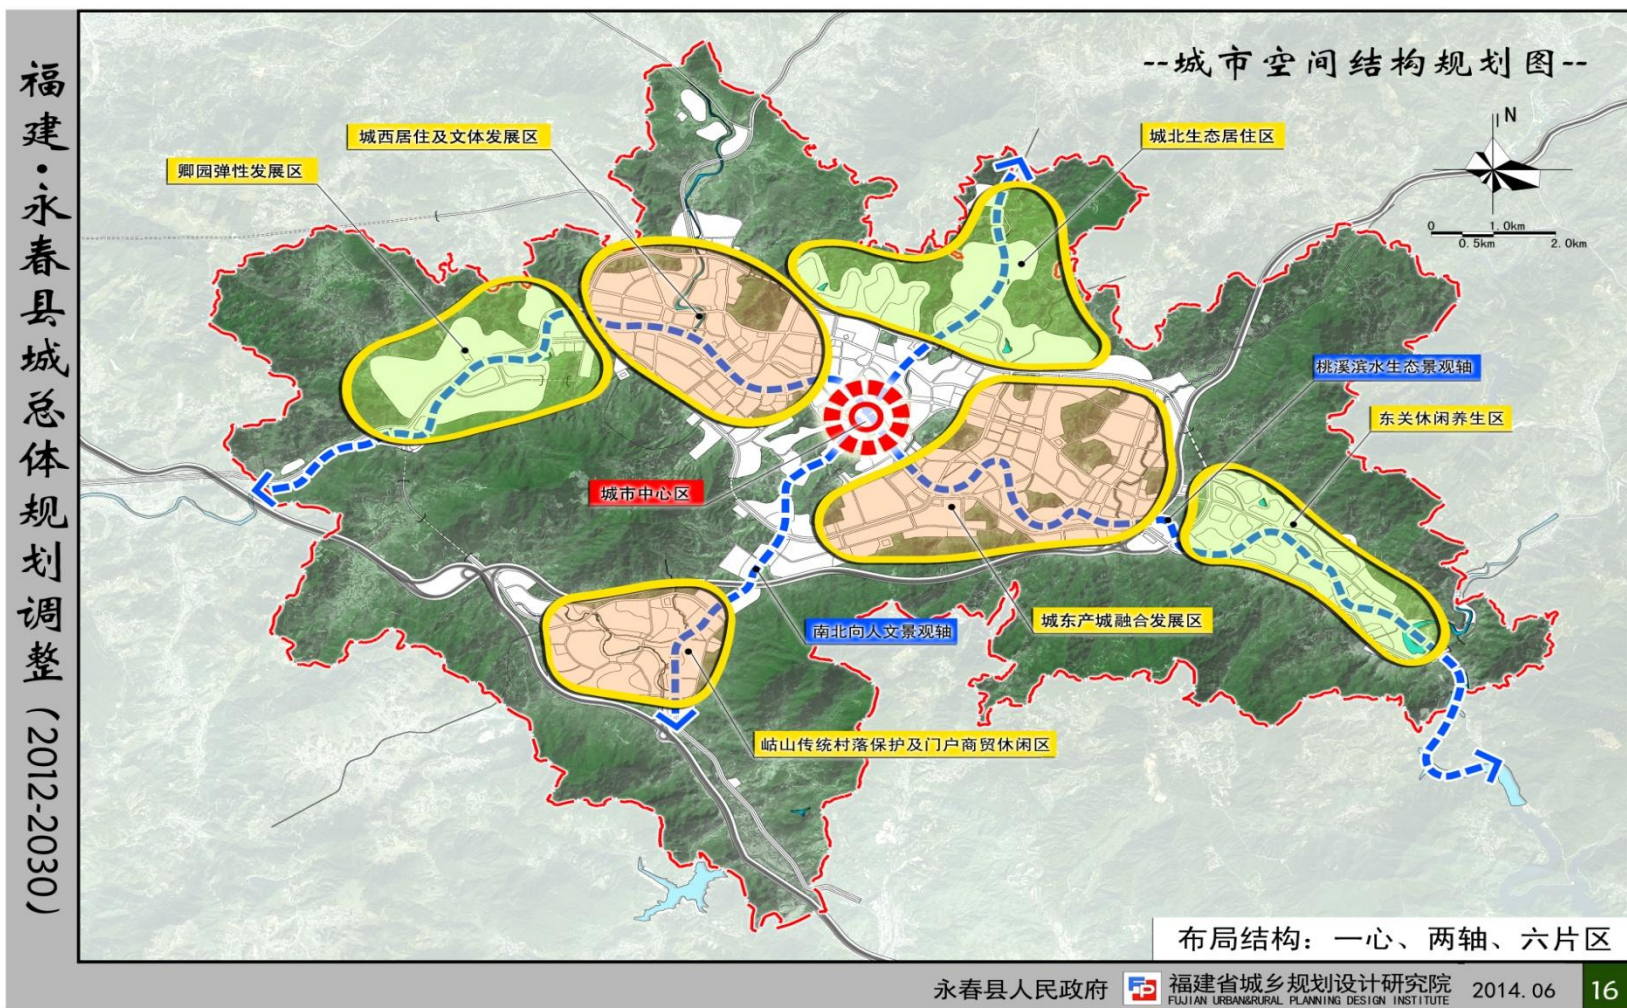 福建·永春县城总体规划调整（2012-2030）
--城市空间结构规划图--
N
0 1.0km
0.5km 2.0km
城西居住及文体发展区
城北生态居住区
卿园弹性发展区
桃溪滨水生态景观轴
东关休闲养生区
城市中心区
南北向人文景观轴
城东产城融合发展区
岵山传统村落保护及门户商贸休闲区
布局结构：一心、两轴、六片区
永春县人民政府
福建省城乡规划设计研究院
FUJIAN URBAN&RURAL PLANNING DESIGN INSTITUTE
2014.06
16